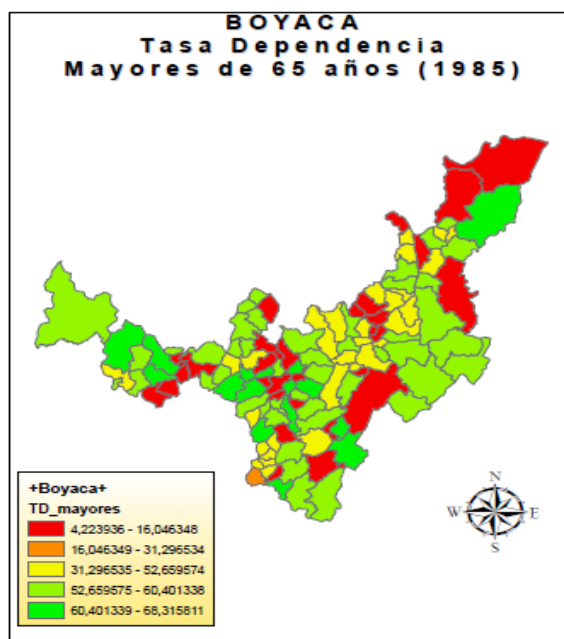 BOYACA
Tasa Dependencia
Mayores de 65 años (1985)
+Boyaca+
TD_mayores
4,223936 - 16,046348
16,046349 - 31,296534
31,296535 - 52,659574
52,659575 - 60,401338
60,401339 - 68,315811
N
W E
S